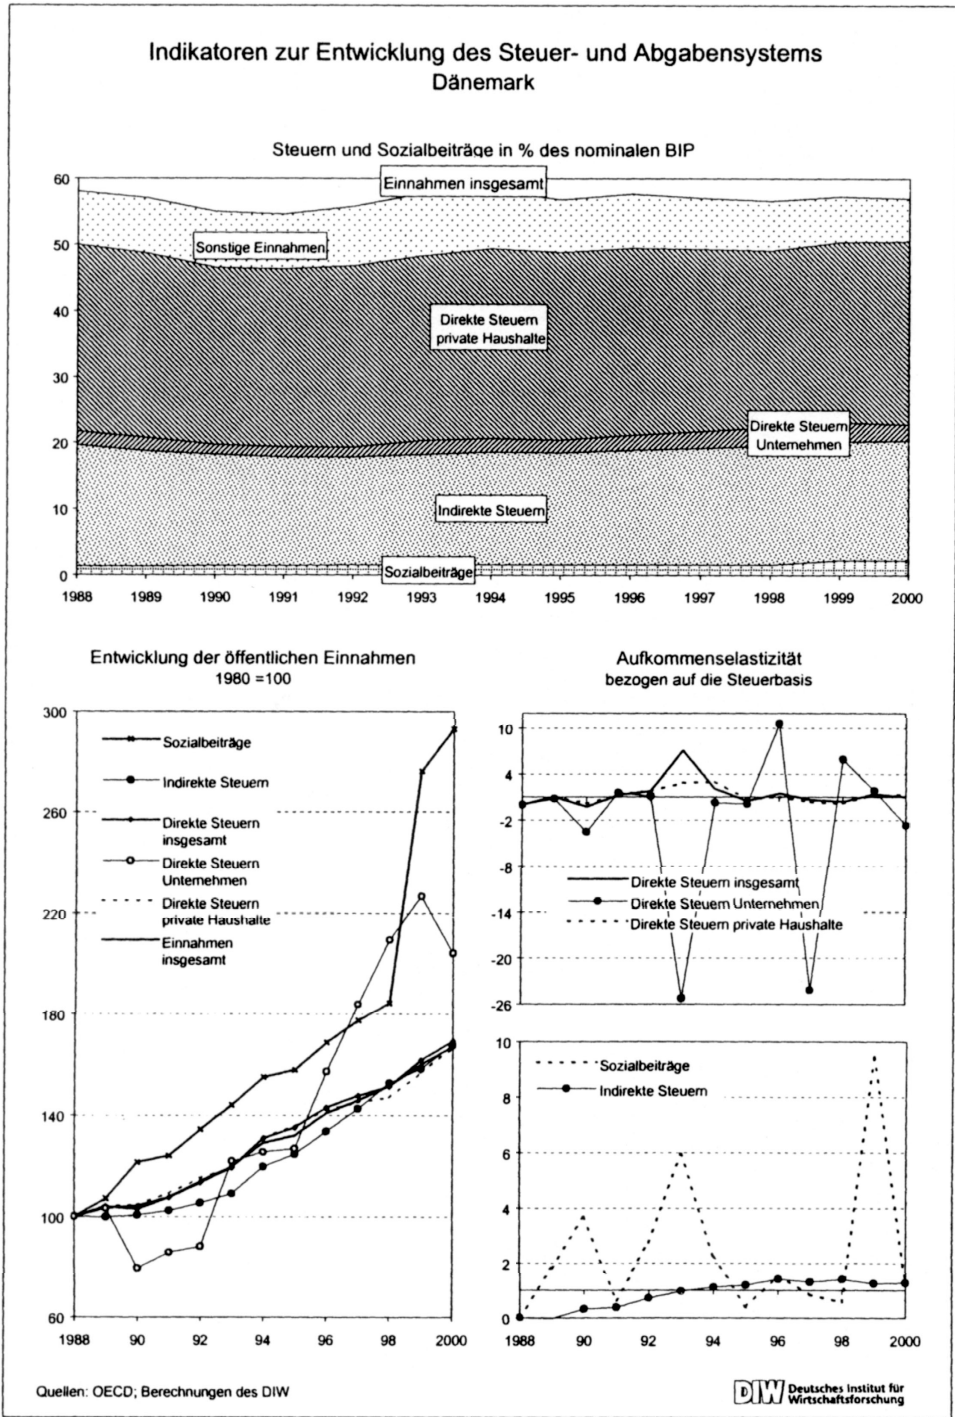 Indikatoren zur Entwicklung des Steuer- und Abgabensystems
Dänemark
Steuern und Sozialbeiträge in % des nominalen BIP
60
50
40
30
20
10
0
Einnahmen insgesamt
Sonstige Einnahmen
Direkte Steuern
private Haushalte
Direkte Steuern
Unternehmen
Indirekte Steuern
Sozialbeiträge
1988 1989 1990 1991 1992 1993 1994 1995 1996 1997 1998 1999 2000
Entwicklung der öffentlichen Einnahmen
1980 =100
300
260
220
180
140
100
60
Sozialbeiträge
Indirekte Steuern
Direkte Steuern
insgesamt
Direkte Steuern
Unternehmen
Direkte Steuern
private Haushalte
Einnahmen
insgesamt
1988 90 92 94 96 98 2000
Aufkommenselastizität
bezogen auf die Steuerbasis
10
4
-2
-8
-14
-20
-26
Direkte Steuern insgesamt
Direkte Steuern Unternehmen
Direkte Steuern private Haushalte
10
8
6
4
2
0
Sozialbeiträge
Indirekte Steuern
1988 90 92 94 96 98 2000
Quellen: OECD; Berechnungen des DIW
DIW Deutsches Institut für
Wirtschaftsforschung